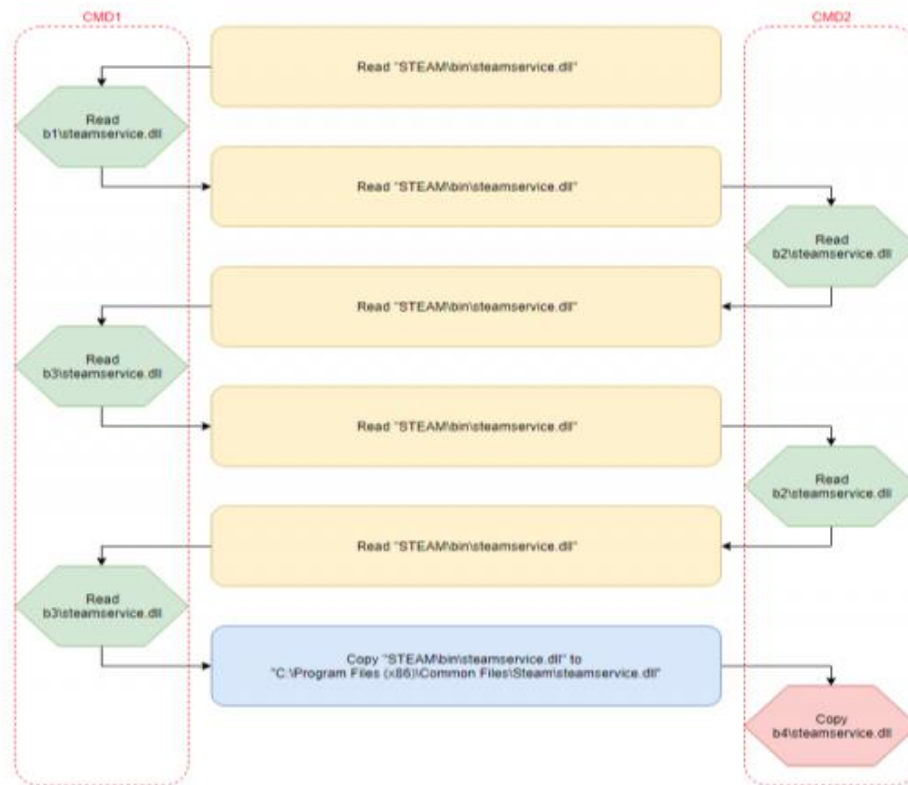 CMD1
CMD2
Read "STEAM\bin\steamservice.dll"
Read
b1\steamservice.dll
Read "STEAM\bin\steamservice.dll"
Read
b2\steamservice.dll
Read "STEAM\bin\steamservice.dll"
Read
b3\steamservice.dll
Read "STEAM\bin\steamservice.dll"
Read
b2\steamservice.dll
Read "STEAM\bin\steamservice.dll"
Read
b3\steamservice.dll
Copy "STEAM\bin\steamservice.dll" to
"C:\Program Files (x86)\Common Files\Steam\steamservice.dll"
Copy
b4\steamservice.dll